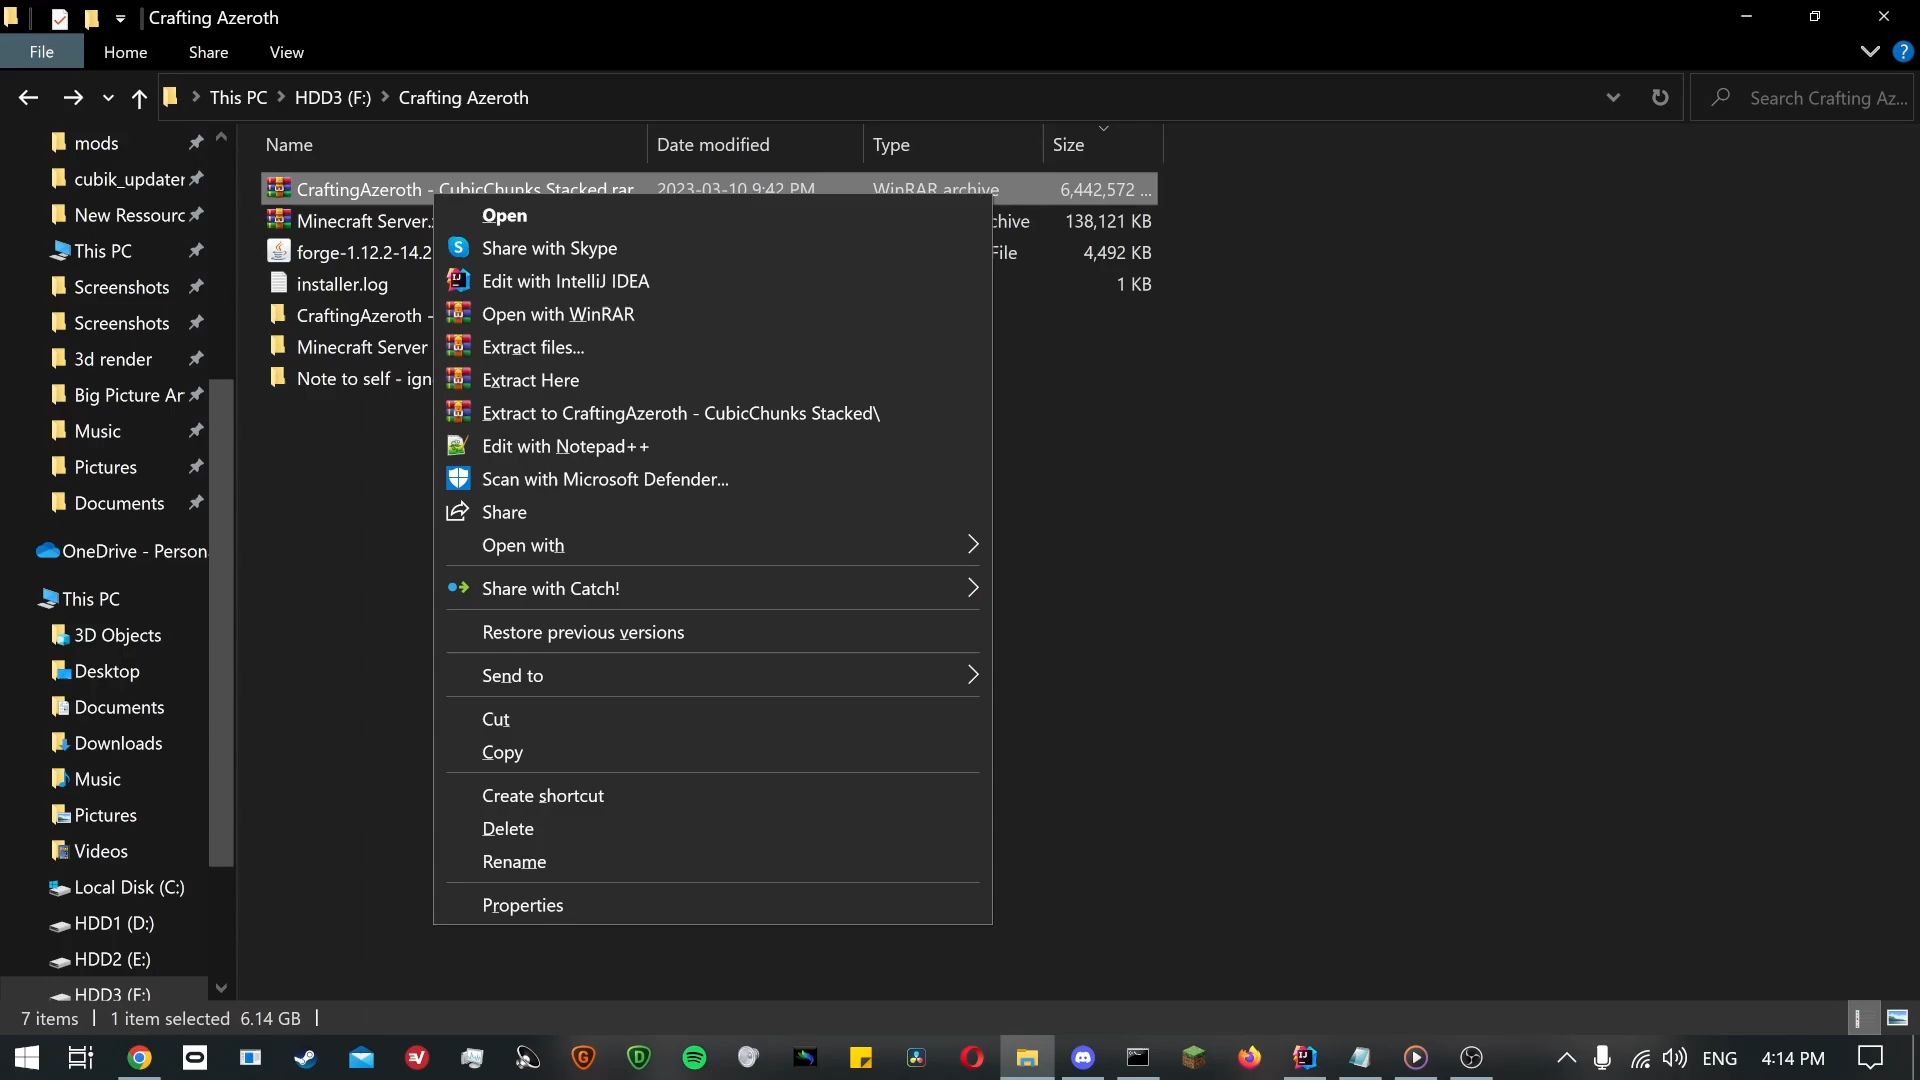 Crafting Azeroth
File
Home
Share
View
This PC
HDD3 (F:)
Crafting Azeroth
Search Crafting Az...
Name
Date modified
Type
Size
CraftingAzeroth - CubicChunks Stacked.rar
2023-03-10 9:42 PM
WinRAR archive
6,442,572 ...
Minecraft Server.
chive
138,121 KB
forge-1.12.2-14.2
File
4,492 KB
installer.log
1 KB
CraftingAzeroth -
Minecraft Server
Note to self - ign
mods
cubik_updater
New Ressourc
This PC
Screenshots
Screenshots
3d render
Big Picture Ar
Music
Pictures
Documents
OneDrive - Person
This PC
3D Objects
Desktop
Documents
Downloads
Music
Pictures
Videos
Local Disk (C:)
HDD1 (D:)
HDD2 (E:)
HDD3 (F:)
Open
Share with Skype
Edit with IntelliJ IDEA
Open with WinRAR
Extract files...
Extract Here
Extract to CraftingAzeroth - CubicChunks Stacked\
Edit with Notepad++
Scan with Microsoft Defender...
Share
Open with
Share with Catch!
Restore previous versions
Send to
Cut
Copy
Create shortcut
Delete
Rename
Properties
7 items
1 item selected 6.14 GB
ENG
4:14 PM